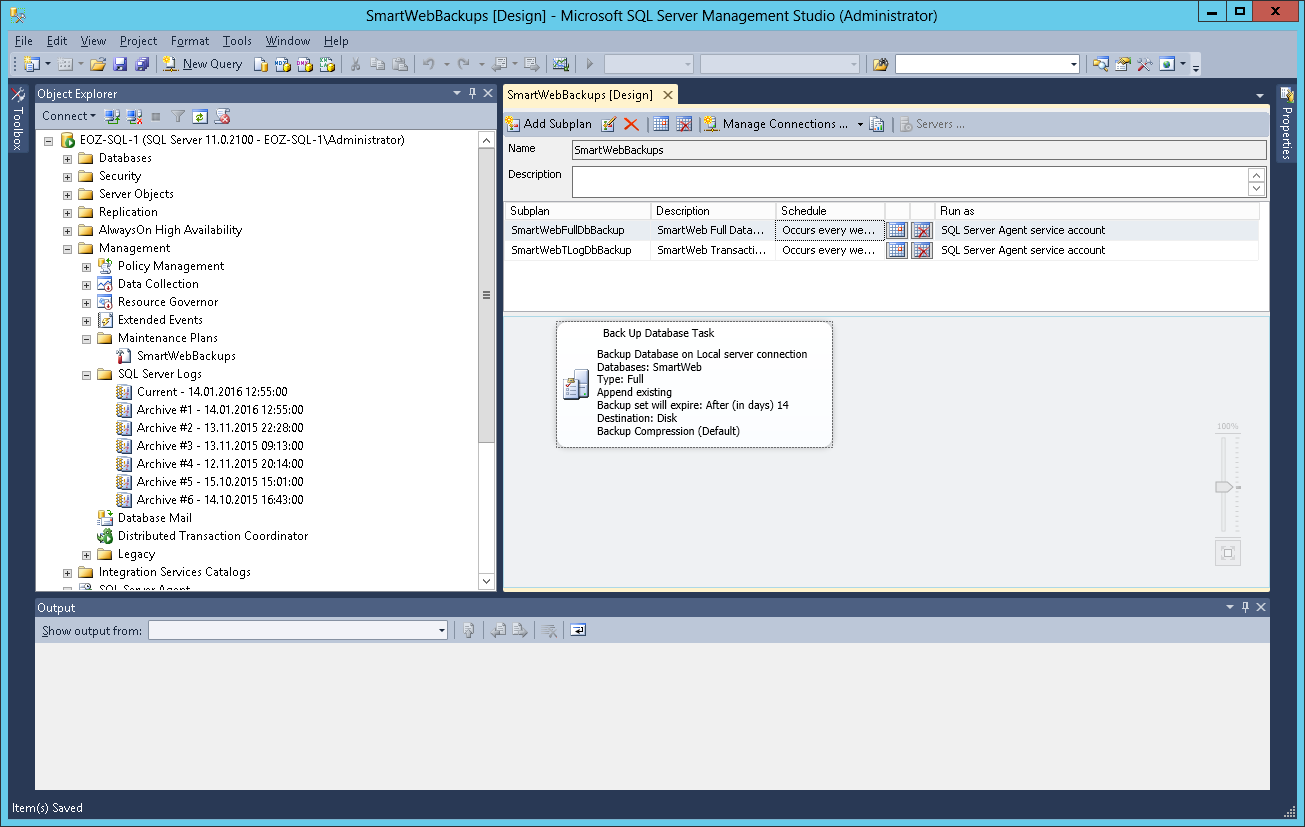 SmartWebBackups [Design] - Microsoft SQL Server Management Studio (Administrator)
File Edit View Project Format Tools Window Help
New Query
Toolbox
Object Explorer
Connect
EOZ-SQL-1 (SQL Server 11.0.2100 - EOZ-SQL-1\Administrator)
Databases
Security
Server Objects
Replication
AlwaysOn High Availability
Management
Policy Management
Data Collection
Resource Governor
Extended Events
Maintenance Plans
SmartWebBackups
SQL Server Logs
Current - 14.01.2016 12:55:00
Archive #1 - 14.01.2016 12:55:00
Archive #2 - 13.11.2015 22:28:00
Archive #3 - 13.11.2015 09:13:00
Archive #4 - 12.11.2015 20:14:00
Archive #5 - 15.10.2015 15:01:00
Archive #6 - 14.10.2015 16:43:00
Database Mail
Distributed Transaction Coordinator
Legacy
Integration Services Catalogs
SQL Server Agent
SmartWebBackups [Design]
Add Subplan Manage Connections ... Servers ...
Name SmartWebBackups
Description
Subplan Description Schedule Run as
SmartWebFullDbBackup SmartWeb Full Data... Occurs every we... SQL Server Agent service account
SmartWebTLogDbBackup SmartWeb Transacti... Occurs every we... SQL Server Agent service account
Back Up Database Task
Backup Database on Local server connection
Databases: SmartWeb
Type: Full
Append existing
Backup set will expire: After (in days) 14
Destination: Disk
Backup Compression (Default)
100%
Properties
Output
Show output from:
Item(s) Saved